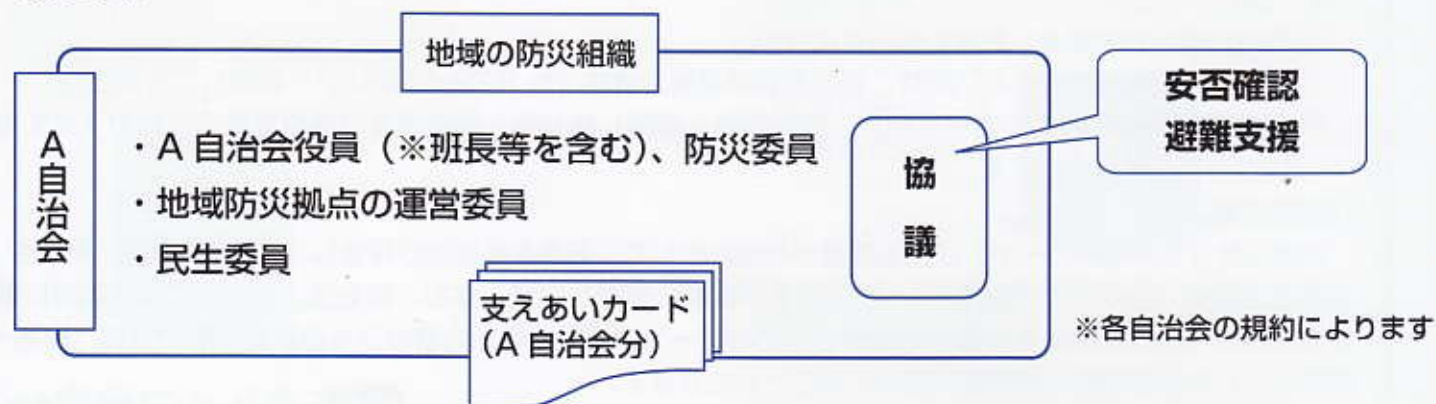 地域の防災組織
A自治会
・A 自治会役員（※班長等を含む）、防災委員
・地域防災拠点の運営委員
・民生委員
協議
安否確認
避難支援
支えあいカード
（A 自治会分）
※各自治会の規約によります